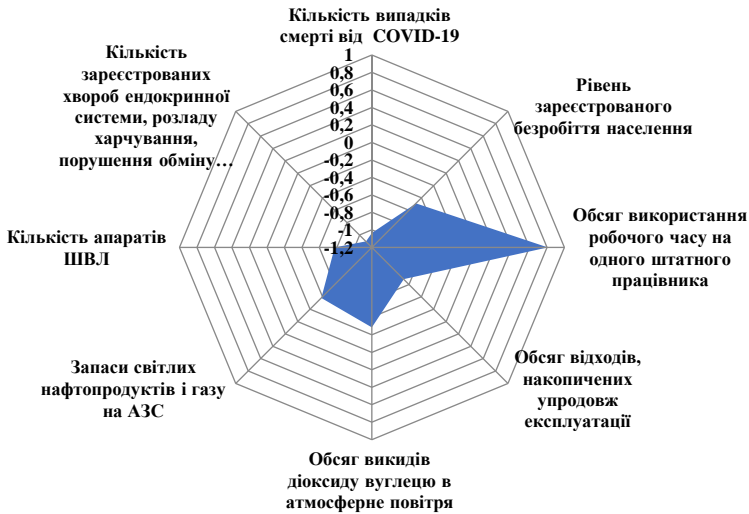 Кількість випадків
смерті від COVID-19
1
0,8
0,6
0,4
0,2
0
-0,2
-0,4
-0,6
-0,8
-1
-1,2
Рівень
зареєстрованого
безробіття населення
Обсяг використання
робочого часу на
одного штатного
працівника
Обсяг відходів,
накопичених
упродовж
експлуатації
Обсяг викидів
діоксиду вуглецю в
атмосферне повітря
Запаси світлих
нафтопродуктів і газу
на АЗС
Кількість апаратів
ШВЛ
Кількість
зареєстрованих
хвороб ендокринної
системи, розладу
харчування,
порушення обміну…